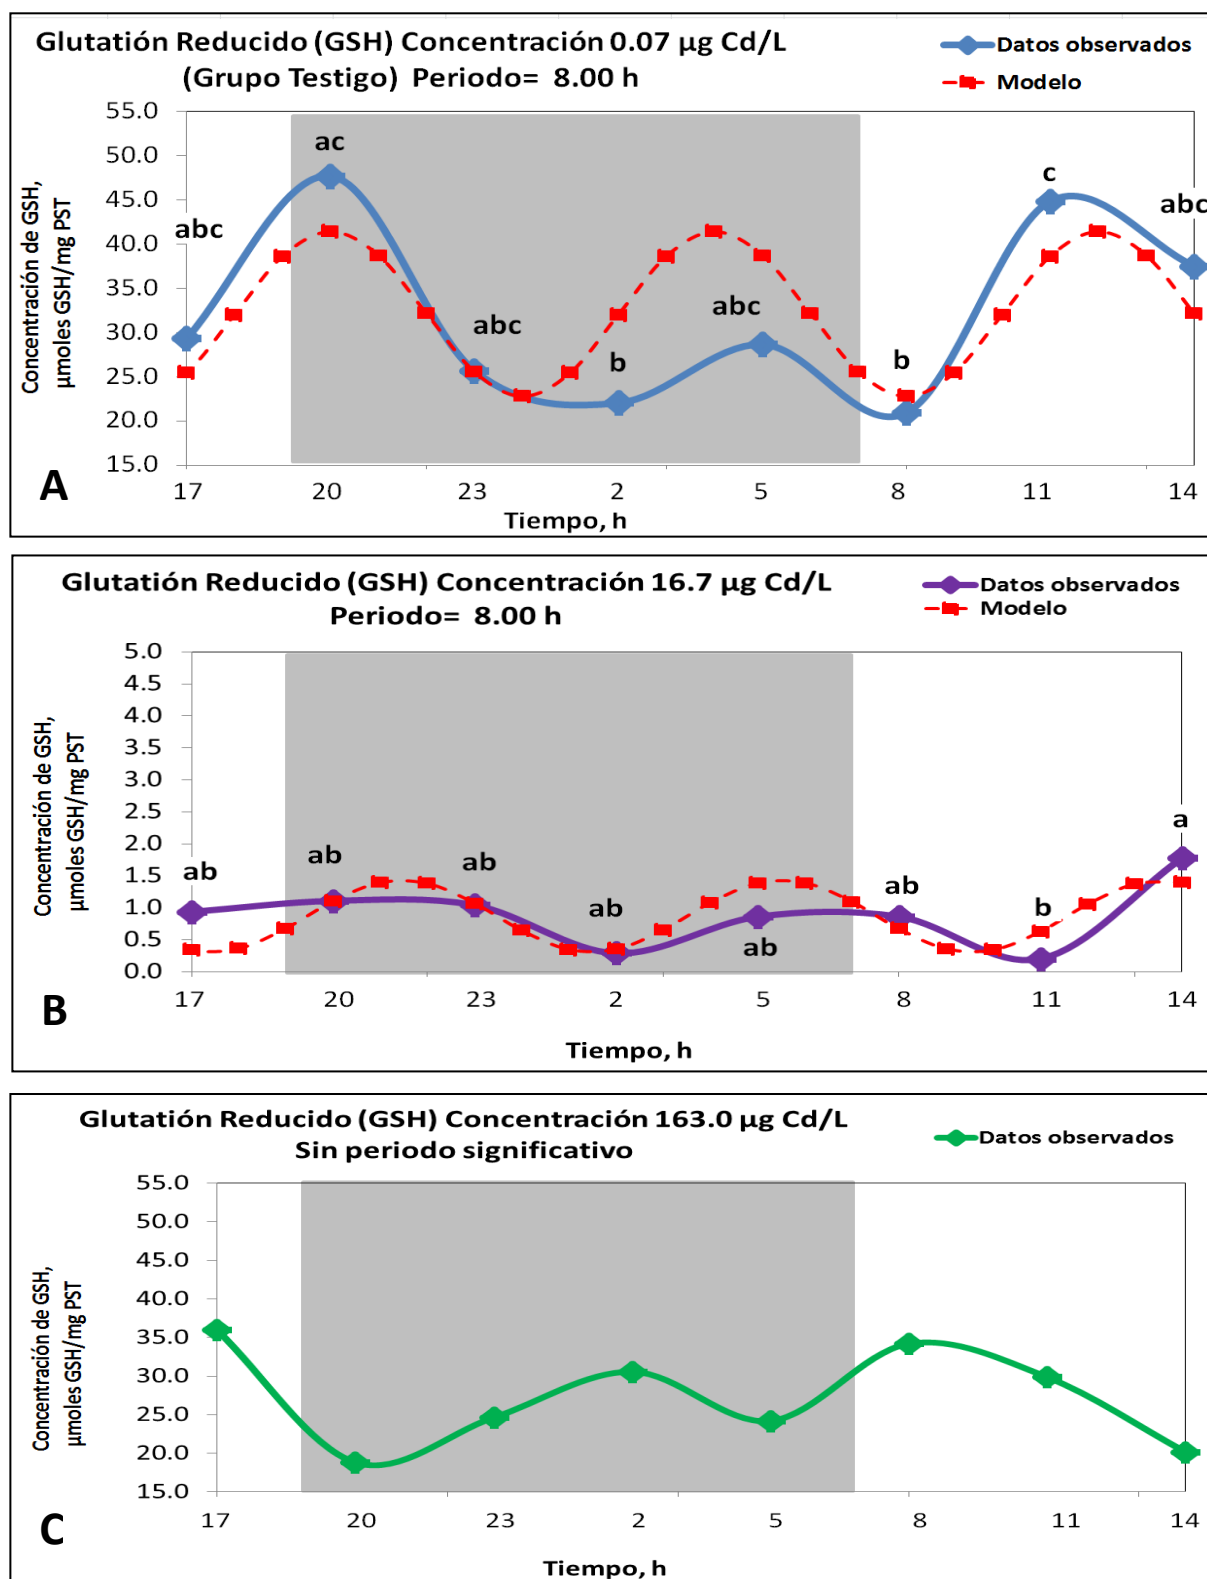 Glutatión Reducido (GSH) Concentración 0.07 µg Cd/L
(Grupo Testigo) Periodo= 8.00 h
Datos observados
Modelo
Concentración de GSH,
µmoles GSH/mg PST
55.0
50.0
45.0
40.0
35.0
30.0
25.0
20.0
15.0
abc
ac
abc
b
abc
b
c
abc
17 20 23 2 5 8 11 14
Tiempo, h
A
Glutatión Reducido (GSH) Concentración 16.7 µg Cd/L
Periodo= 8.00 h
Datos observados
Modelo
Concentración de GSH,
µmoles GSH/mg PST
5.0
4.5
4.0
3.5
3.0
2.5
2.0
1.5
1.0
0.5
0.0
ab
ab
ab
ab
ab
ab
b
a
17 20 23 2 5 8 11 14
Tiempo, h
B
Glutatión Reducido (GSH) Concentración 163.0 µg Cd/L
Sin periodo significativo
Datos observados
Concentración de GSH,
µmoles GSH/mg PST
55.0
50.0
45.0
40.0
35.0
30.0
25.0
20.0
15.0
17 20 23 2 5 8 11 14
Tiempo, h
C